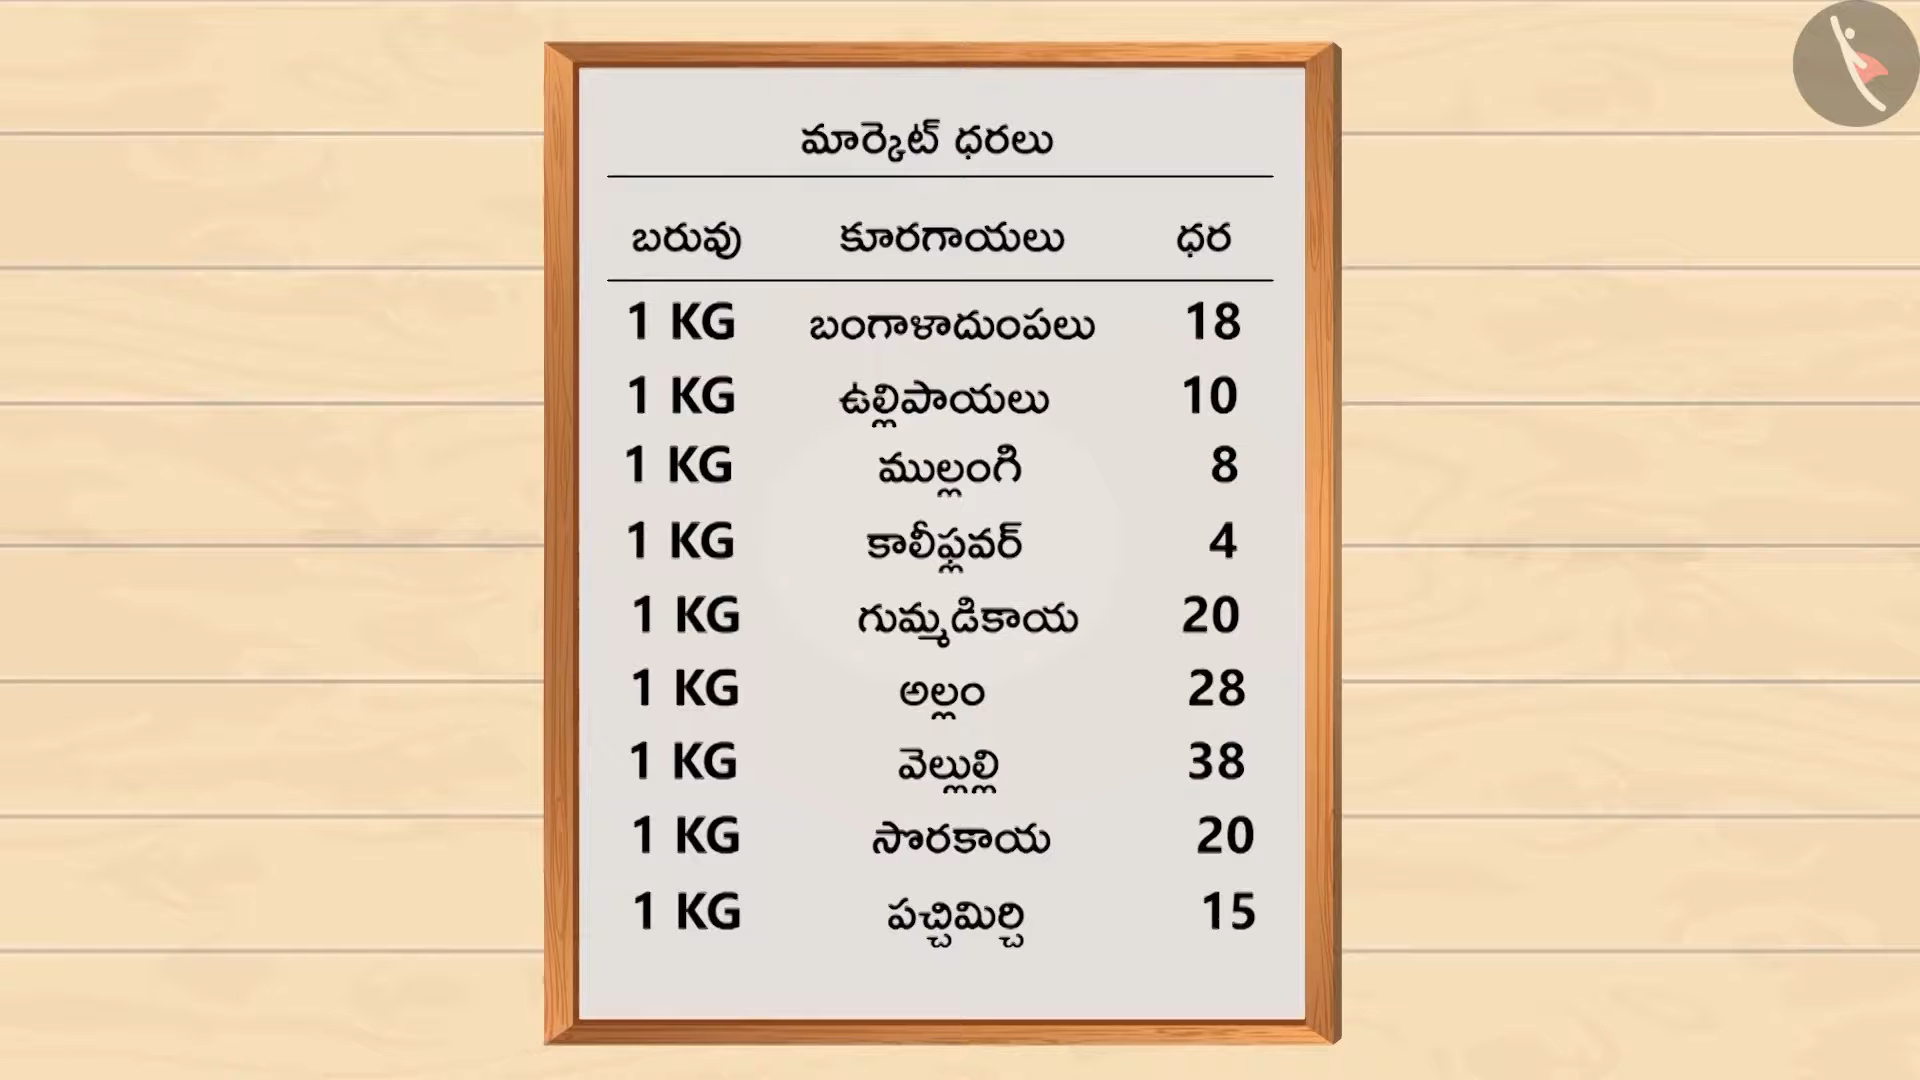 మార్కెట్ ధరలు
బరువు కూరగాయలు ధర
1 KG బంగాళాదుంపలు 18
1 KG ఉల్లిపాయలు 10
1 KG ముల్లంగి 8
1 KG కాలీఫ్లవర్ 4
1 KG గుమ్మడికాయ 20
1 KG అల్లం 28
1 KG వెల్లుల్లి 38
1 KG సొరకాయ 20
1 KG పచ్చిమిర్చి 15